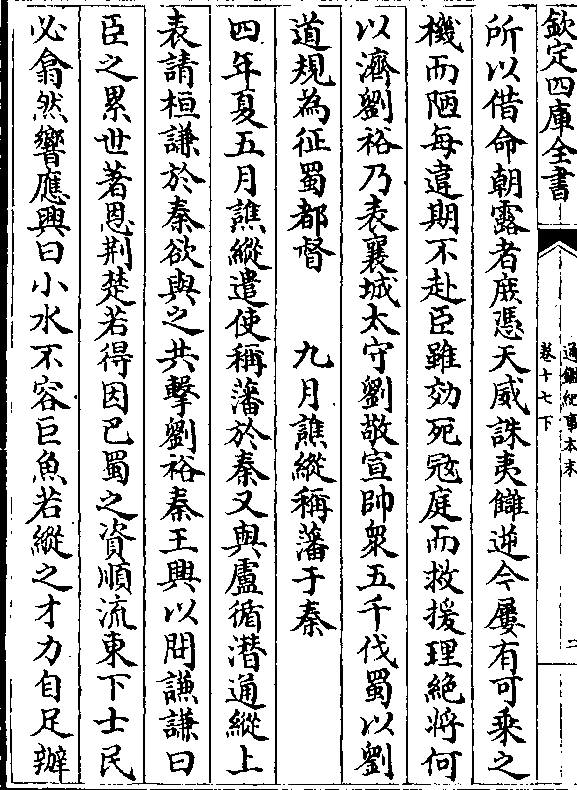 欽定四庫全書
通鑑紀事本末
卷十七下
二
所以借命朝露者庶憑天威誅夷讎逆今屢有可乘之
機而陋每違期不赴臣雖効死冦庭而救援理絶將何
以濟劉裕乃表襄城太守劉敬宣帥衆五千伐蜀以劉
道規為征蜀都督　九月譙縱稱藩于秦
四年夏五月譙縱遣使稱藩於秦又與盧循潛通縱上
表請桓謙於秦欲與之共擊劉裕秦王興以問謙謙曰
臣之累世著恩荆楚若得因巴蜀之資順流東下士民
必翕然響應興曰小水不容巨魚若縱之才力自足辦